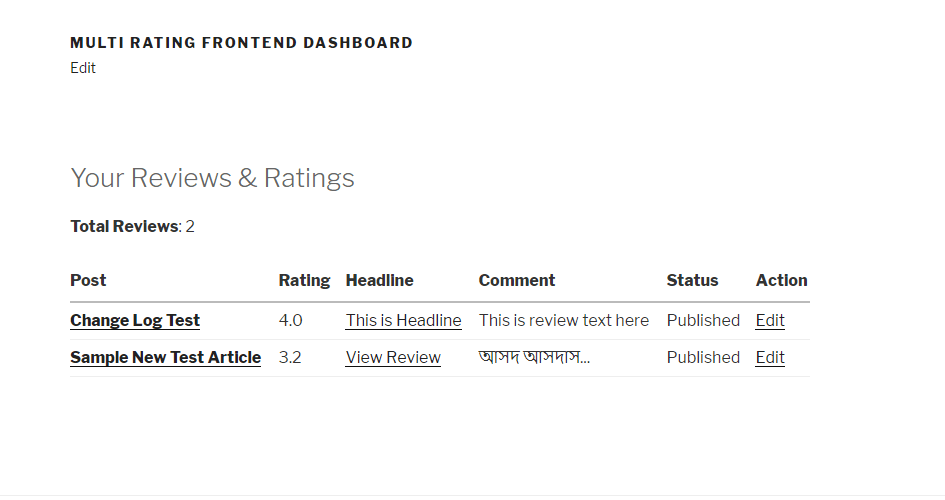 MULTI RATING FRONTEND DASHBOARD
Edit
Your Reviews & Ratings
Total Reviews: 2
Post Rating Headline Comment Status Action
Change Log Test 4.0 This is Headline This is review text here Published Edit
Sample New Test Article 3.2 View Review আসদ আসদাস... Published Edit